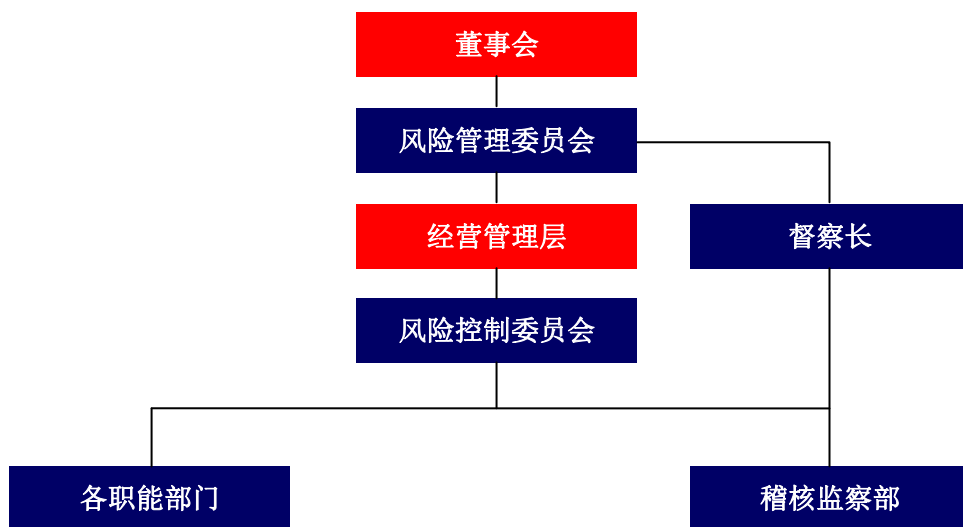 董事会
风险管理委员会
经营管理层
督察长
风险控制委员会
各职能部门
稽核监察部